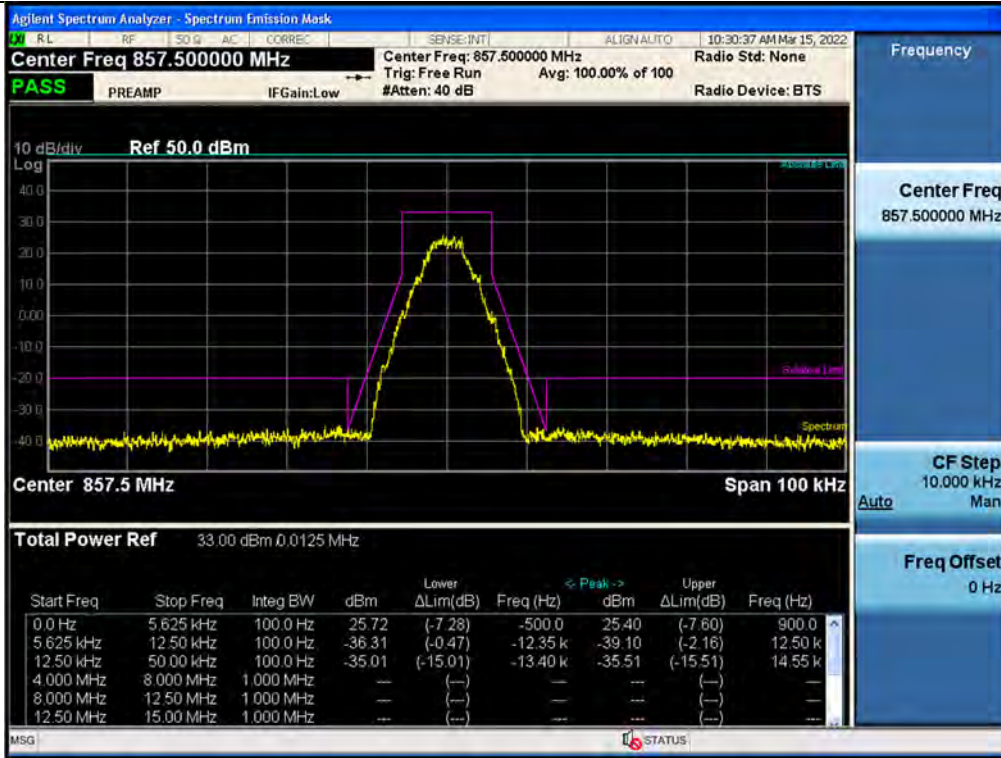 Agilent Spectrum Analyzer - Spectrum Emission Mask
LXI RL RF 50 Ω AC CORREC SENSE:INT ALIGN AUTO 10:30:37 AM Mar 15, 2022
Center Freq 857.500000 MHz
Center Freq: 857.500000 MHz Radio Std: None
Trig: Free Run Avg: 100.00% of 100
PASS PREAMP IFGain:Low #Atten: 40 dB Radio Device: BTS
10 dB/div Ref 50.0 dBm
Log
Absolute Limit
40.0
30.0
20.0
10.0
0.00
-10.0
-20.0
Relative Limit
-30.0
Spectrum
-40.0
Center 857.5 MHz Span 100 kHz
Total Power Ref 33.00 dBm / 0.0125 MHz
Lower <- Peak -> Upper
Start Freq Stop Freq Integ BW dBm ΔLim(dB) Freq (Hz) dBm ΔLim(dB) Freq (Hz)
0.0 Hz 5.625 kHz 100.0 Hz 25.72 (-7.28) -500.0 25.40 (-7.60) 900.0
5.625 kHz 12.50 kHz 100.0 Hz -36.31 (-0.47) -12.35 k -39.10 (-2.16) 12.50 k
12.50 kHz 50.00 kHz 100.0 Hz -35.01 (-15.01) -13.40 k -35.51 (-15.51) 14.55 k
4.000 MHz 8.000 MHz 1.000 MHz --- (---) --- --- (---) ---
8.000 MHz 12.50 MHz 1.000 MHz --- (---) --- --- (---) ---
12.50 MHz 15.00 MHz 1.000 MHz --- (---) --- --- (---) ---
MSG STATUS
Frequency
Center Freq
857.500000 MHz
CF Step
10.000 kHz
Auto Man
Freq Offset
0 Hz